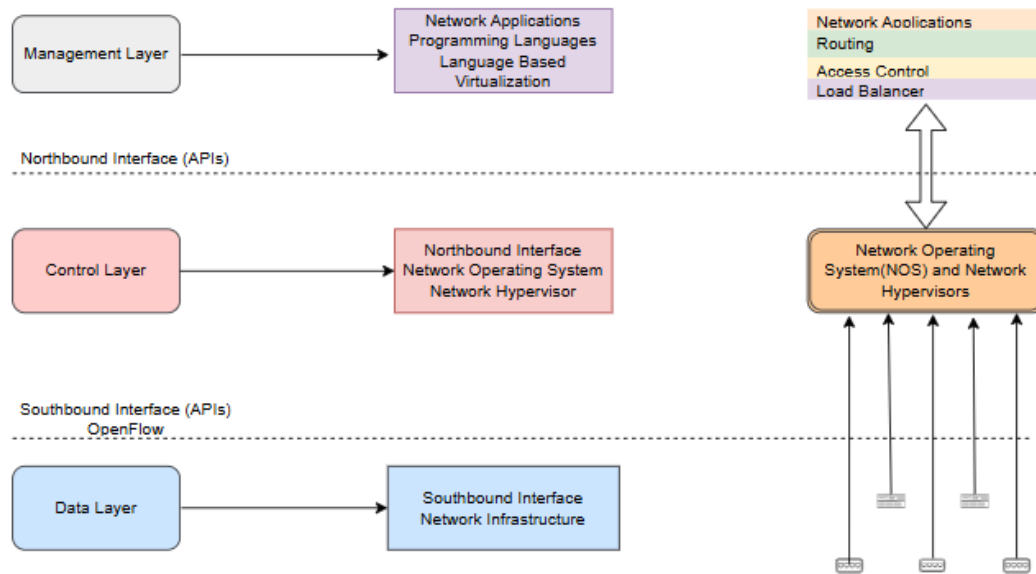 Management Layer
Network Applications
Programming Languages
Language Based
Virtualization
Network Applications
Routing
Access Control
Load Balancer
Northbound Interface (APIs)
Control Layer
Northbound Interface
Network Operating System
Network Hypervisor
Network Operating
System(NOS) and Network
Hypervisors
Southbound Interface (APIs)
OpenFlow
Data Layer
Southbound Interface
Network Infrastructure